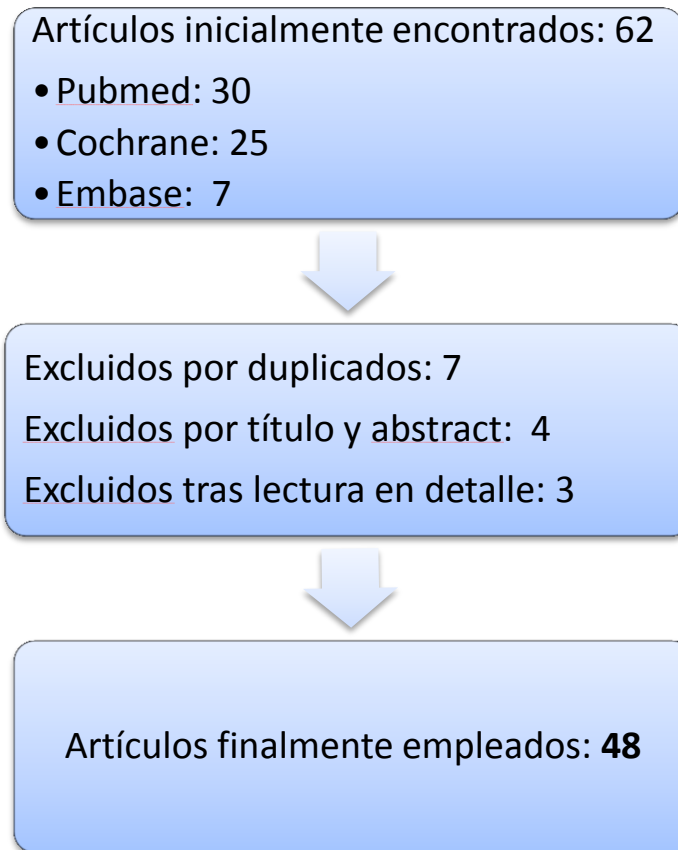 Artículos inicialmente encontrados: 62
• Pubmed: 30
• Cochrane: 25
• Embase: 7
Excluidos por duplicados: 7
Excluidos por título y abstract: 4
Excluidos tras lectura en detalle: 3
Artículos finalmente empleados: 48